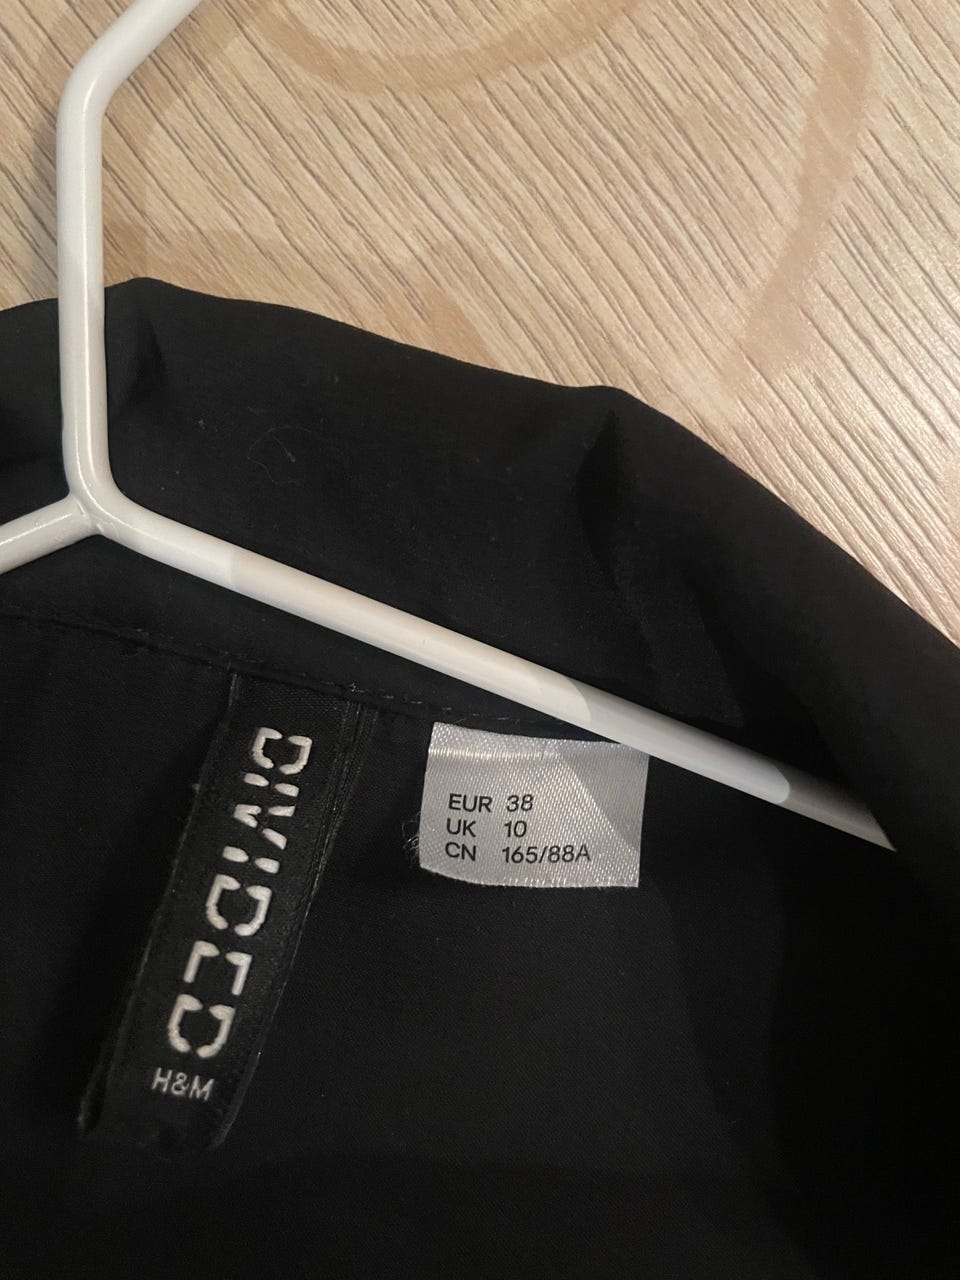 DIVIDED
H&M
EUR 38
UK 10
CN 165/88A